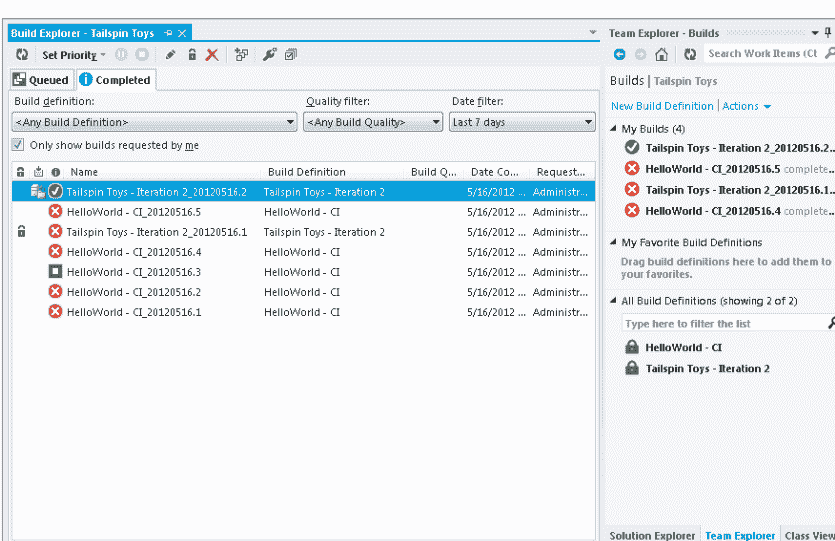 Build Explorer - Tailspin Toys
Set Priority
Queued
Completed
Build definition:
Quality filter:
Date filter:
<Any Build Definition>
<Any Build Quality>
Last 7 days
Only show builds requested by me
Name
Build Definition
Build Q...
Date Co...
Request...
Tailspin Toys - Iteration 2_20120516.2 Tailspin Toys - Iteration 2 5/16/2012 ... Administr...
HelloWorld - CI_20120516.5 HelloWorld - CI 5/16/2012 ... Administr...
Tailspin Toys - Iteration 2_20120516.1 Tailspin Toys - Iteration 2 5/16/2012 ... Administr...
HelloWorld - CI_20120516.4 HelloWorld - CI 5/16/2012 ... Administr...
HelloWorld - CI_20120516.3 HelloWorld - CI 5/16/2012 ... Administr...
HelloWorld - CI_20120516.2 HelloWorld - CI 5/16/2012 ... Administr...
HelloWorld - CI_20120516.1 HelloWorld - CI 5/16/2012 ... Administr...
Team Explorer - Builds
Search Work Items (Ct
Builds | Tailspin Toys
New Build Definition | Actions
My Builds (4)
Tailspin Toys - Iteration 2_20120516.2...
HelloWorld - CI_20120516.5 complete...
Tailspin Toys - Iteration 2_20120516.1...
HelloWorld - CI_20120516.4 complete...
My Favorite Build Definitions
Drag build definitions here to add them to
your favorites.
All Build Definitions (showing 2 of 2)
Type here to filter the list
HelloWorld - CI
Tailspin Toys - Iteration 2
Solution Explorer
Team Explorer
Class View